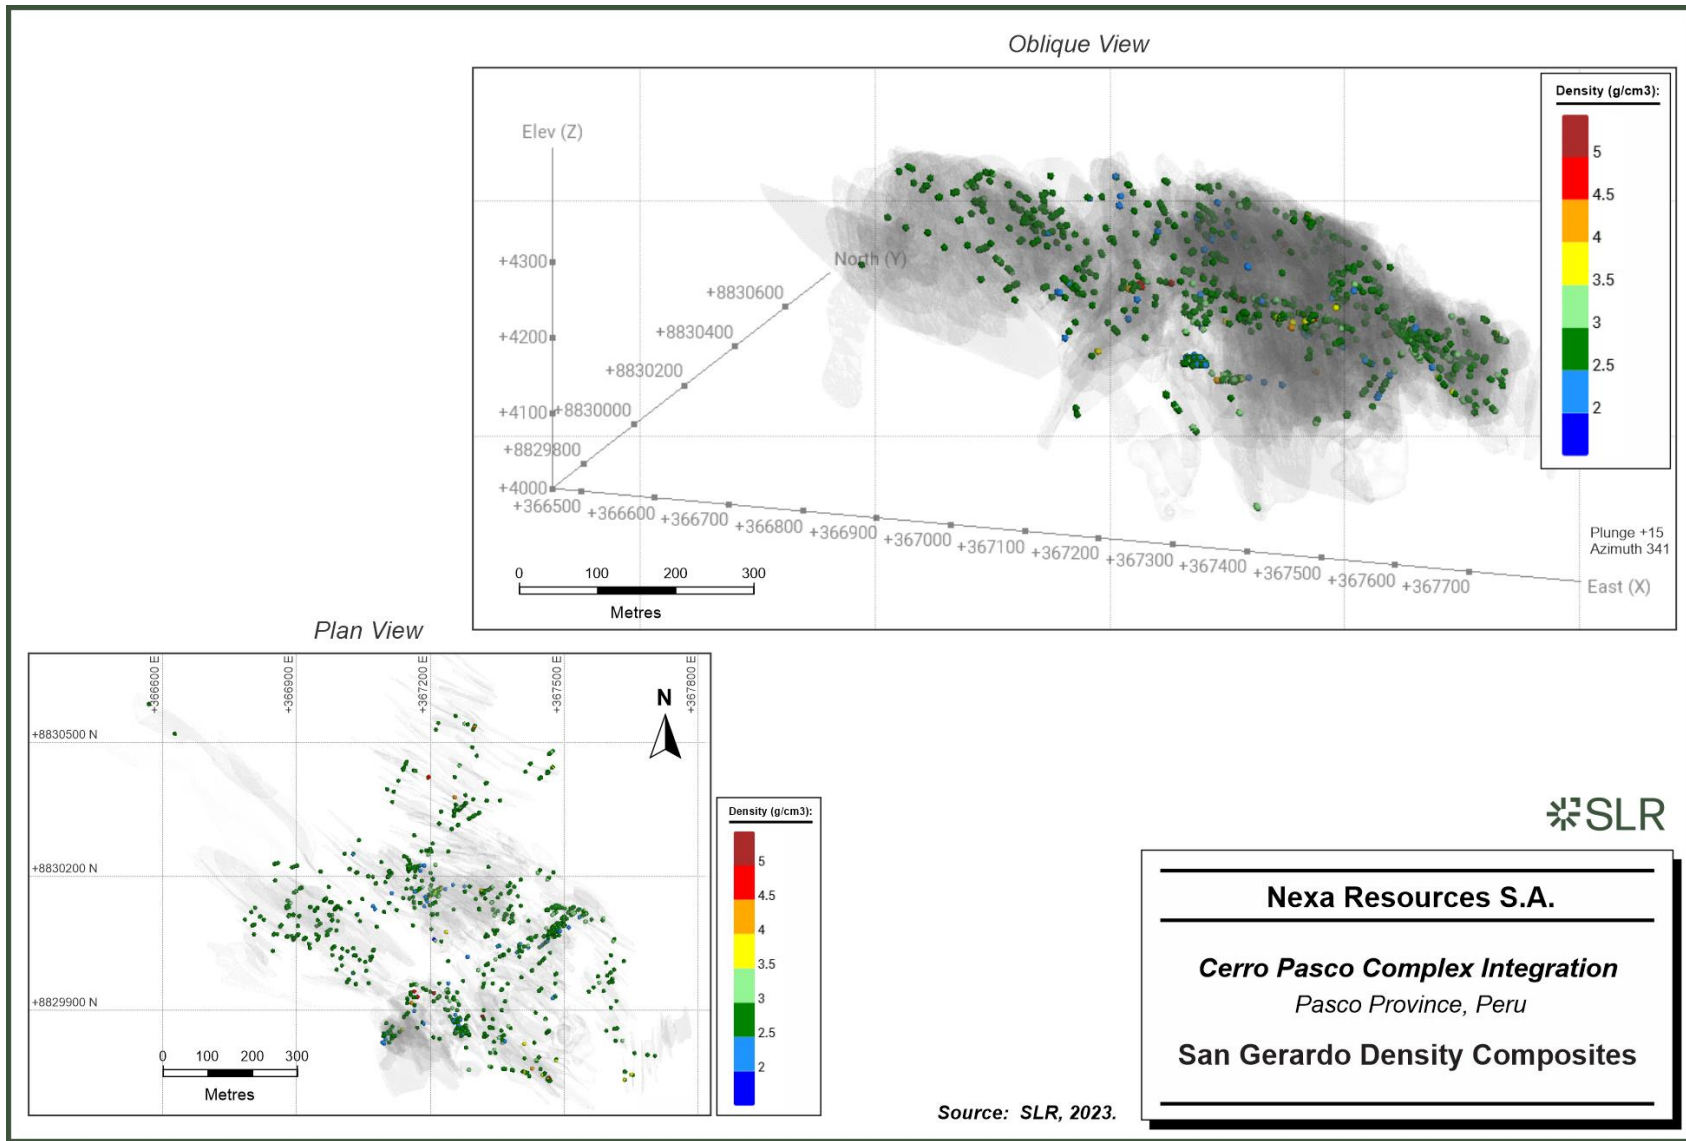 Oblique View
Density (g/cm3):
5
4.5
4
3.5
3
2.5
2
Elev (Z)
North (Y)
+4300
+4200
+4100
+4000
+8830600
+8830400
+8830200
+8830000
+8829800
+366500
+366600
+366700
+366800
+366900
+367000
+367100
+367200
+367300
+367400
+367500
+367600
+367700
East (X)
Plunge +15
Azimuth 341
0 100 200 300
Metres
Plan View
+366600 E
+366900 E
+367200 E
+367500 E
+367800 E
N
+8830500 N
+8830200 N
+8829900 N
0 100 200 300
Metres
Density (g/cm3):
5
4.5
4
3.5
3
2.5
2
SLR
Nexa Resources S.A.
Cerro Pasco Complex Integration
Pasco Province, Peru
San Gerardo Density Composites
Source: SLR, 2023.